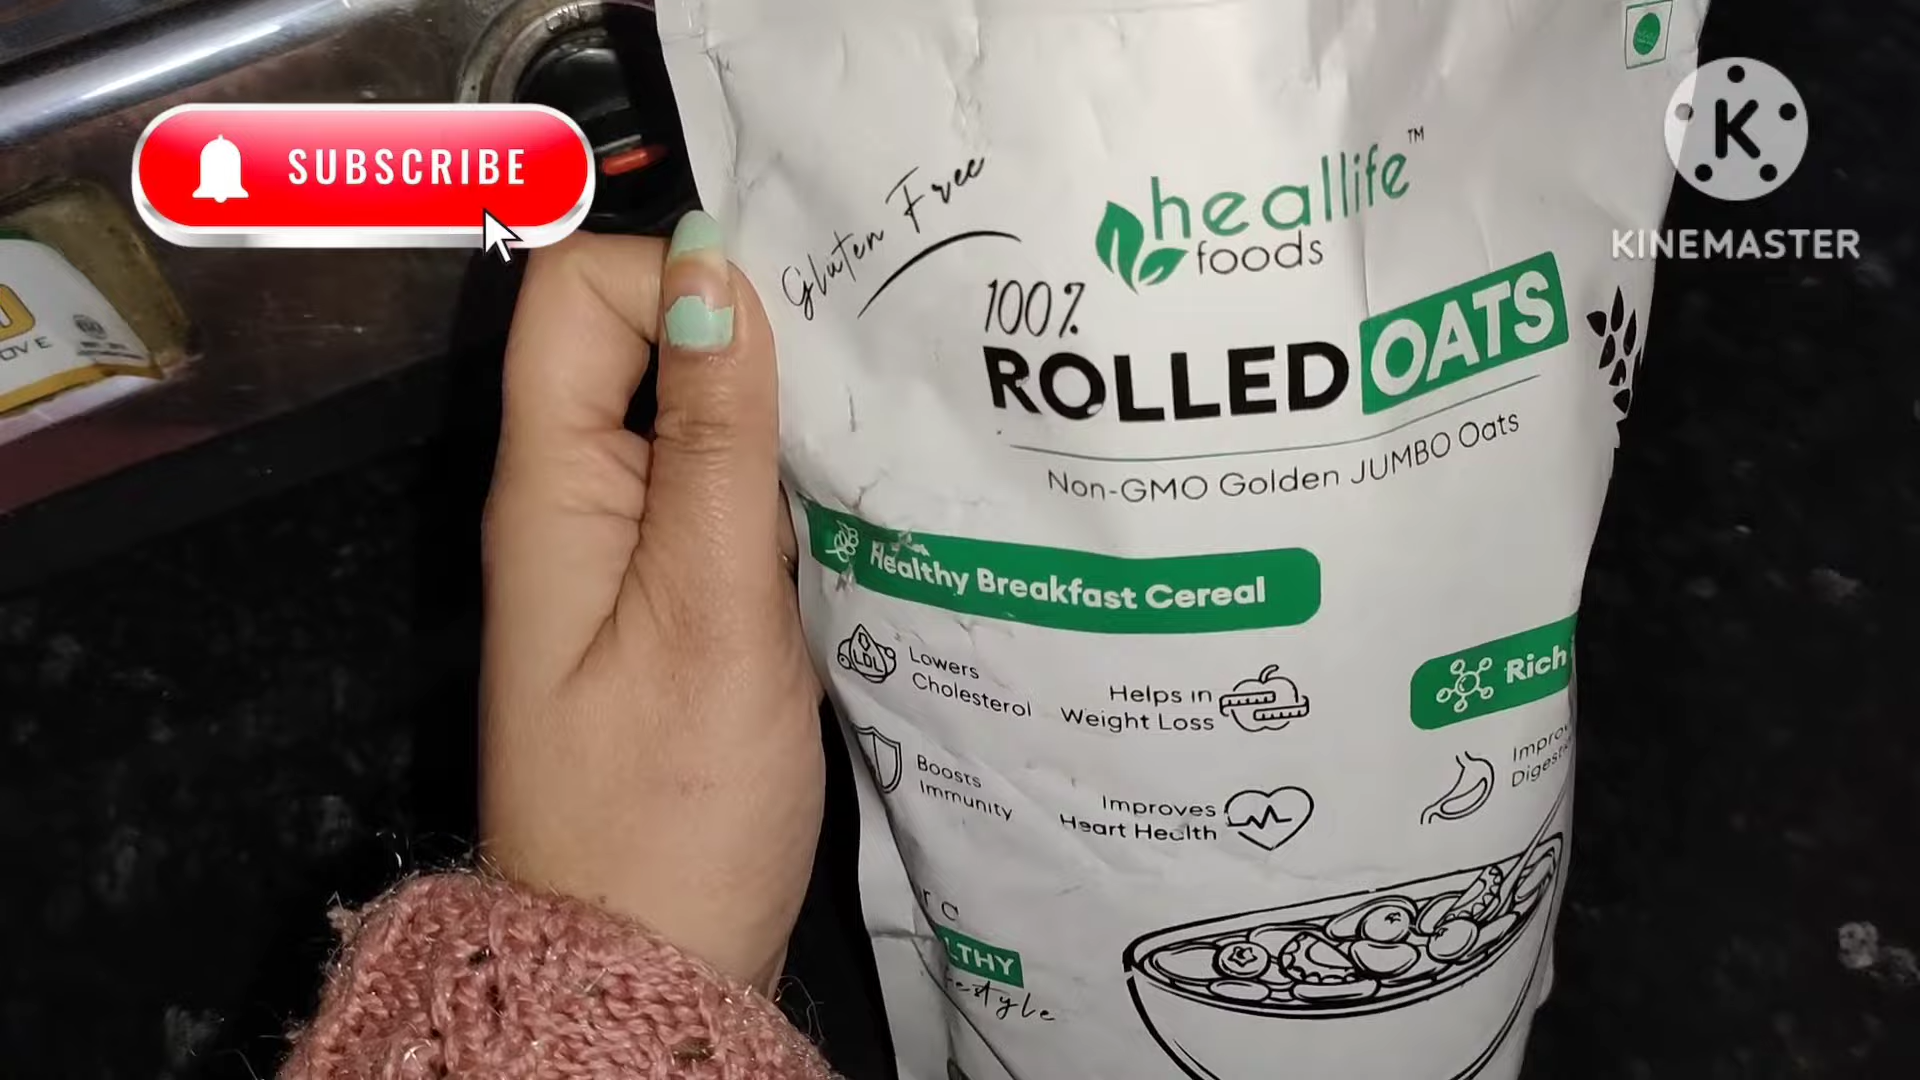 SUBSCRIBE
K
KINEMASTER
Gluten Free
heallife™
foods
100%
ROLLED OATS
Non-GMO Golden JUMBO Oats
Healthy Breakfast Cereal
Rich
LDL
Lowers
Cholesterol
Helps in
Weight Loss
Boosts
Immunity
Improves
Heart Health